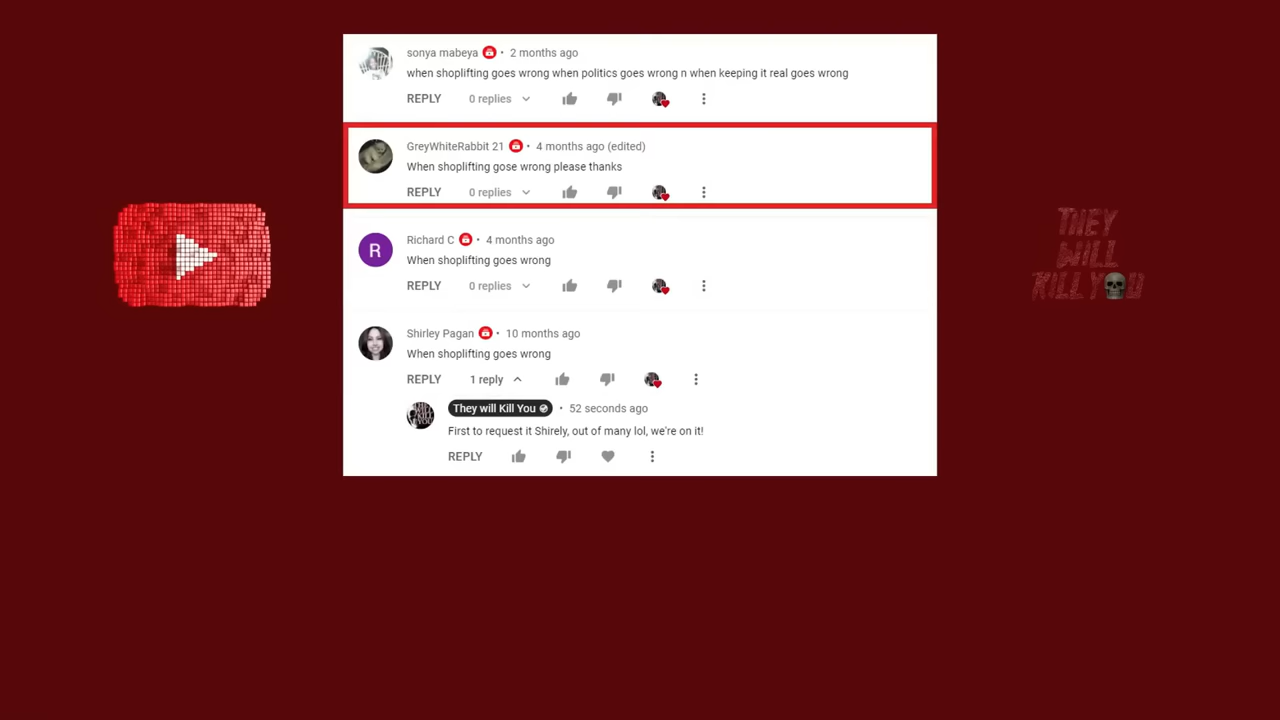 sonya mabeya • 2 months ago
when shoplifting goes wrong when politics goes wrong n when keeping it real goes wrong
REPLY 0 replies
GreyWhiteRabbit 21 • 4 months ago (edited)
When shoplifting gose wrong please thanks
REPLY 0 replies
R
Richard C • 4 months ago
When shoplifting goes wrong
REPLY 0 replies
Shirley Pagan • 10 months ago
When shoplifting goes wrong
REPLY 1 reply
They will Kill You • 52 seconds ago
First to request it Shirely, out of many lol, we're on it!
REPLY
THEY
WILL
KILL YOU